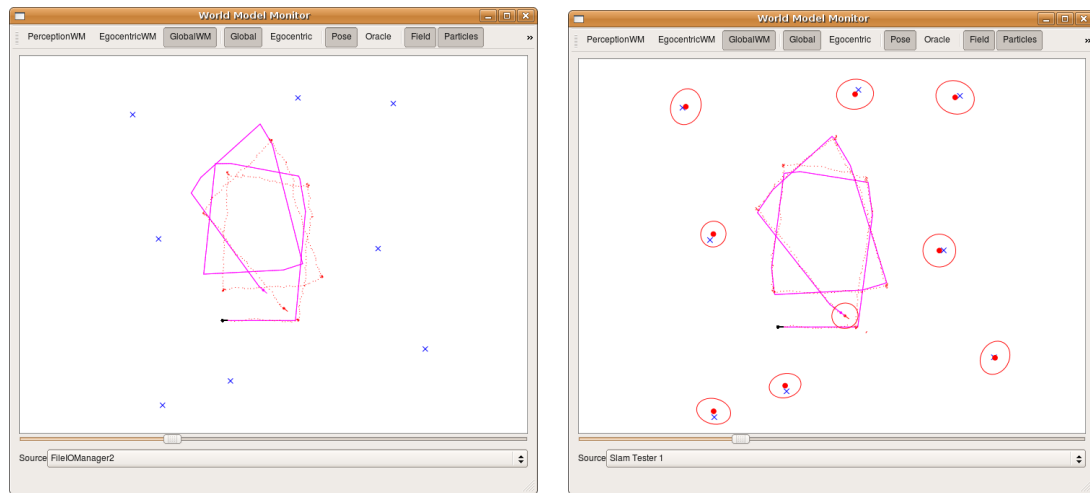 World Model Monitor
PerceptionWM EgocentricWM GlobalWM Global Egocentric Pose Oracle Field Particles »
Source FileIOManager2
World Model Monitor
PerceptionWM EgocentricWM GlobalWM Global Egocentric Pose Oracle Field Particles »
Source Slam Tester 1